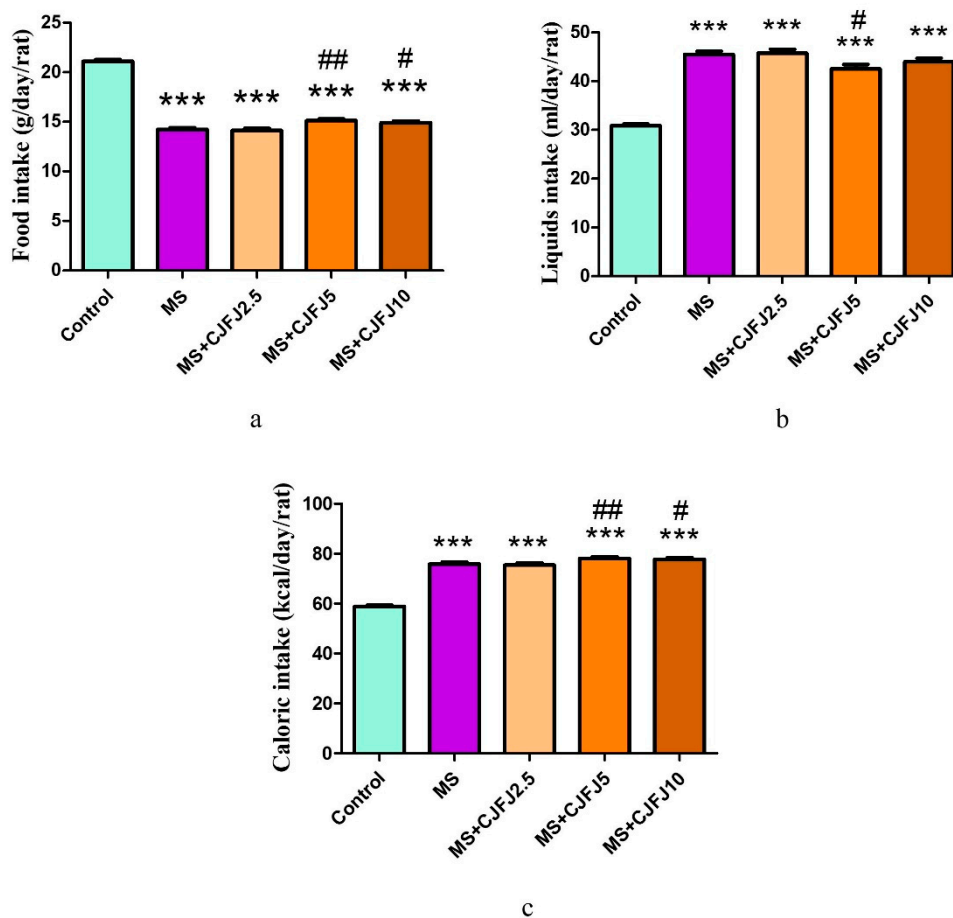 Food intake (g/day/rat)
25
20
15
10
5
0
***
***
##
***
#
***
Control
MS
MS+CJFJ2.5
MS+CJFJ5
MS+CJFJ10
a
Liquids intake (ml/day/rat)
50
40
30
20
10
0
***
***
#
***
***
Control
MS
MS+CJFJ2.5
MS+CJFJ5
MS+CJFJ10
b
Caloric intake (kcal/day/rat)
100
80
60
40
20
0
***
***
##
***
#
***
Control
MS
MS+CJFJ2.5
MS+CJFJ5
MS+CJFJ10
c